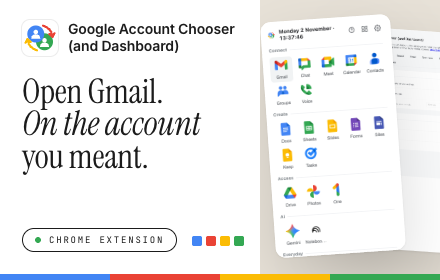 Google Account Chooser
(and Dashboard)
Open Gmail.
On the account
you meant.
CHROME EXTENSION
Monday 2 November -
13:37:46
Connect
Gmail
Chat
Meet
Calendar
Contacts
Groups
Voice
Create
Docs
Sheets
Slides
Forms
Sites
Keep
Tasks
Access
Drive
Photos
One
AI
Gemini
Everyday